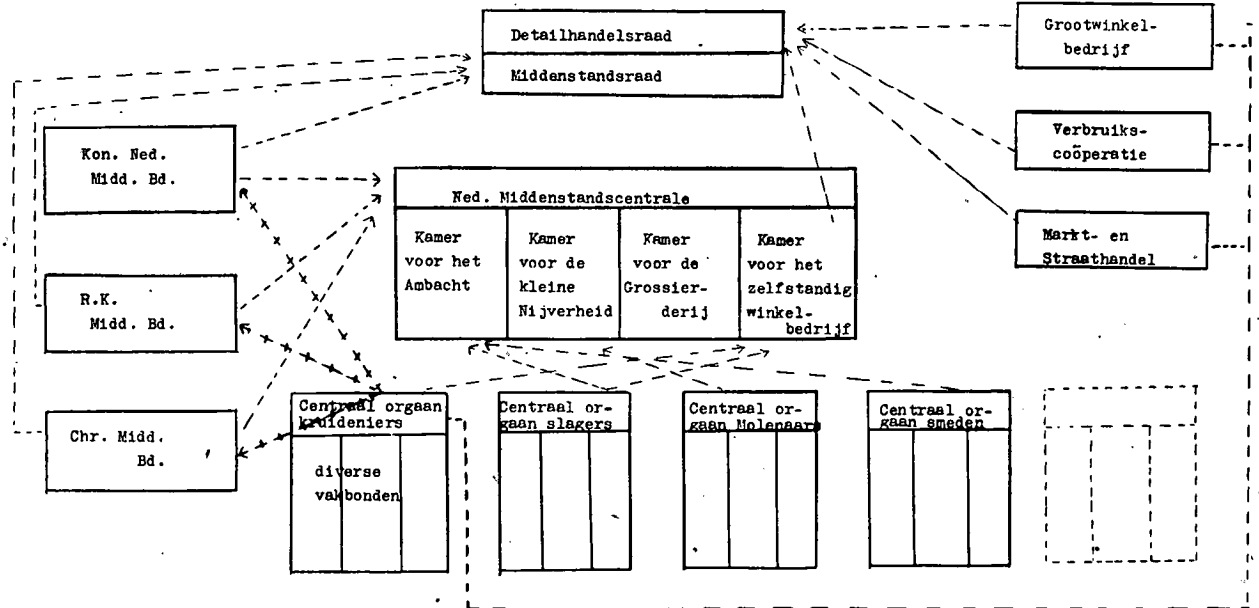 Detailhandelsraad
Middenstandsraad
Grootwinkel-
bedrijf
Verbruiks-
coöperatie
Markt- en
Straathandel
Kon. Ned.
Midd. Bd.
R.K.
Midd. Bd.
Chr. Midd.
Bd.
Ned. Middenstandscentrale
Kamer
voor het
Ambacht
Kamer
voor de
kleine
Nijverheid
Kamer
voor de
Grossier-
derij
Kamer
voor het
zelfstandig
winkel-
bedrijf
Centraal orgaan
kruideniers
diverse
vakbonden
Centraal or-
gaan slagers
Centraal or-
gaan Molenaars
Centraal or-
gaan smeden